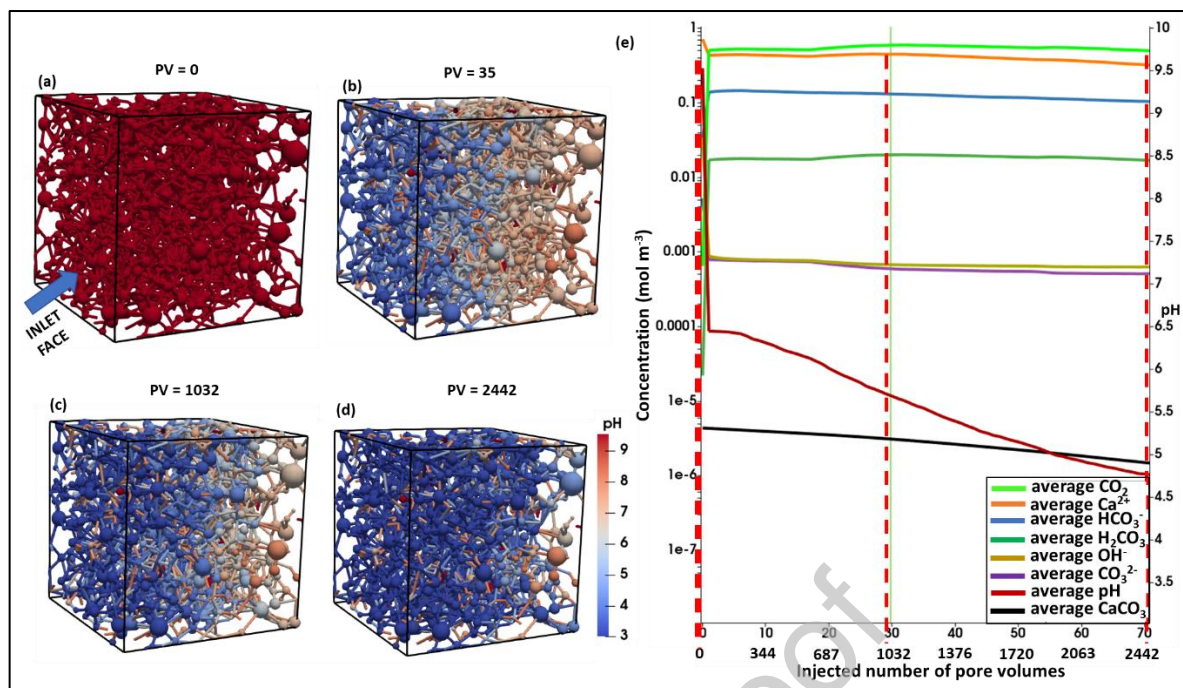 (a)
PV = 0
INLET
FACE
(b)
PV = 35
(c)
PV = 1032
(d)
PV = 2442
pH
9
8
7
6
5
4
3
(e)
Concentration (mol m⁻³)
1
0.1
0.01
0.001
0.0001
1e-5
1e-6
1e-7
10
9.5
9
8.5
8
7.5
7
6.5
6
5.5
5
4.5
4
3.5
pH
average CO₂
average Ca²⁺
average HCO₃⁻
average H₂CO₃
average OH⁻
average CO₃²⁻
average pH
average CaCO₃
0 10 20 30 40 50 60 70
0 344 687 1032 1376 1720 2063 2442
Injected number of pore volumes
oof